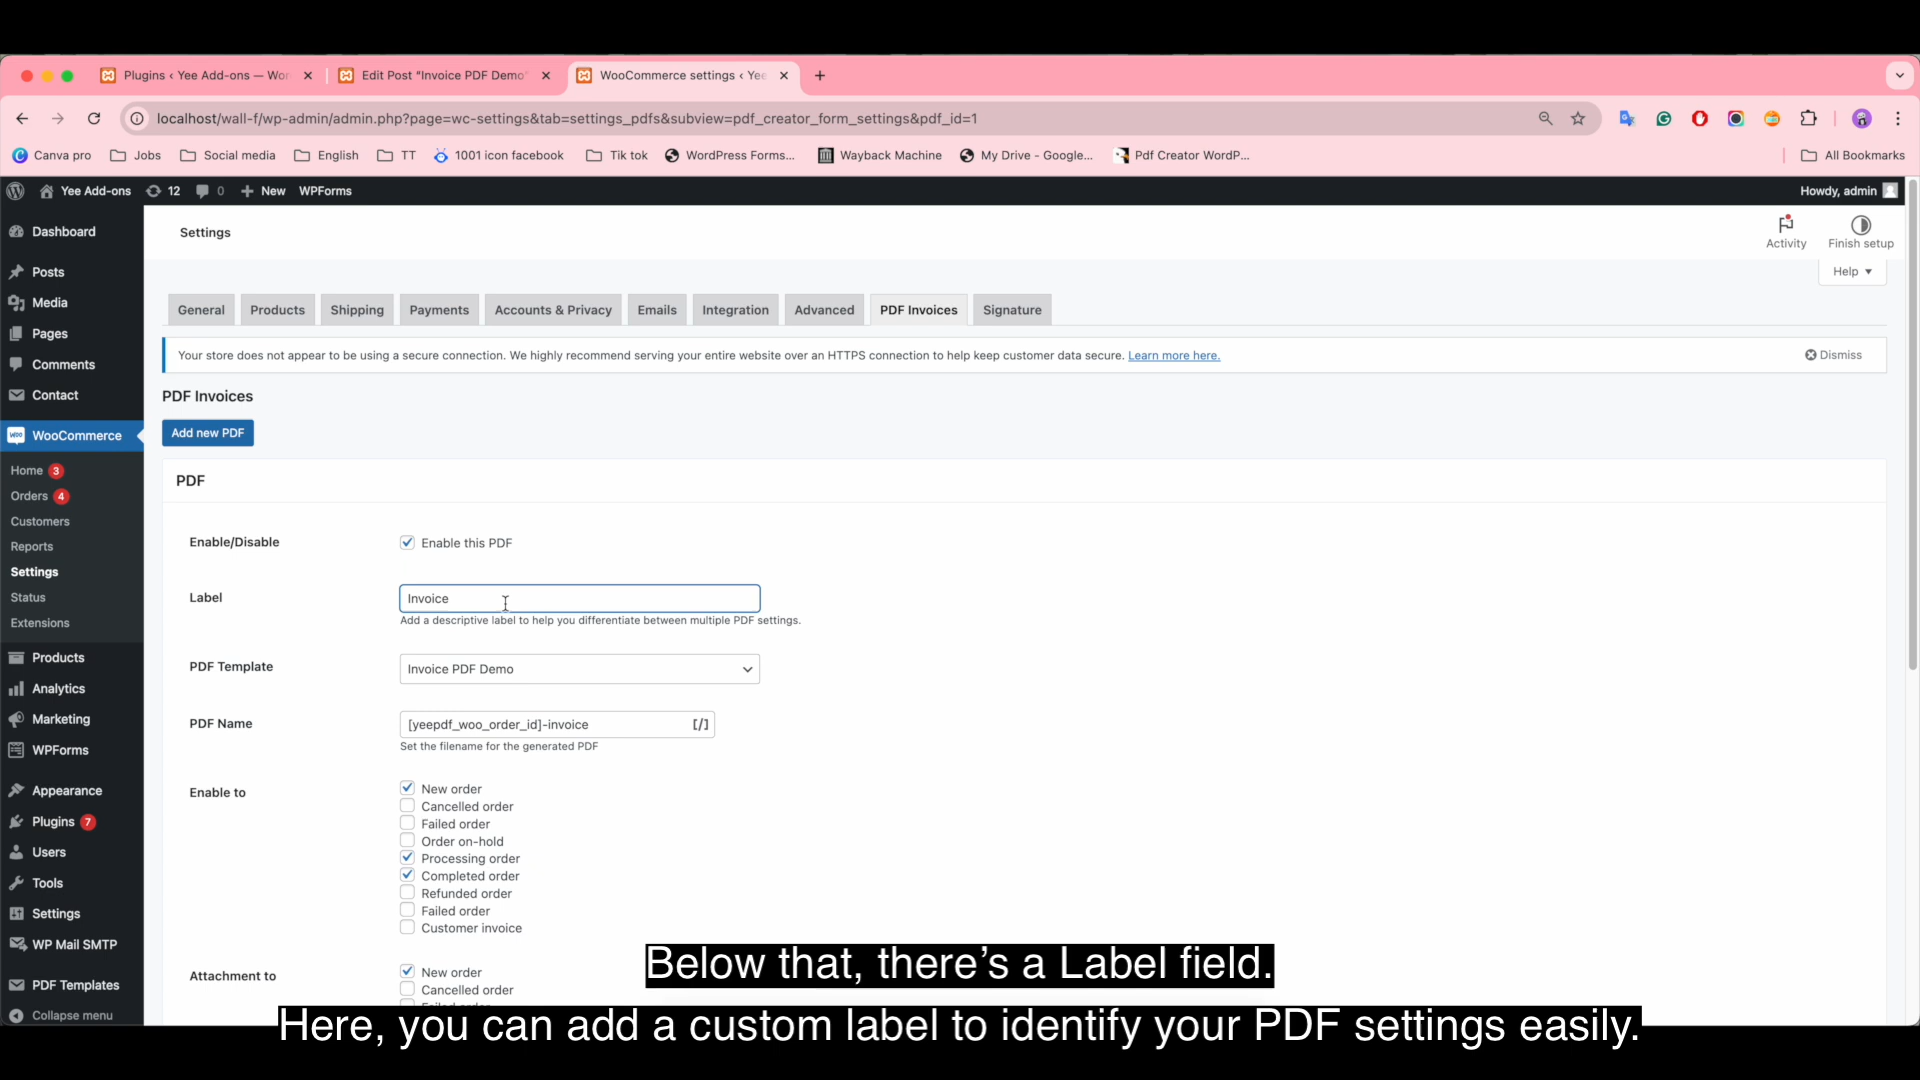 Plugins ‹ Yee Add-ons — Wor
Edit Post “Invoice PDF Demo”
WooCommerce settings ‹ Yee
localhost/wall-f/wp-admin/admin.php?page=wc-settings&tab=settings_pdfs&subview=pdf_creator_form_settings&pdf_id=1
Canva pro
Jobs
Social media
English
TT
1001 icon facebook
Tik tok
WordPress Forms...
Wayback Machine
My Drive - Google...
Pdf Creator WordP...
All Bookmarks
Yee Add-ons
12
0
New
WPForms
Howdy, admin
Dashboard
Posts
Media
Pages
Comments
Contact
WooCommerce
Home 3
Orders 4
Customers
Reports
Settings
Status
Extensions
Products
Analytics
Marketing
WPForms
Appearance
Plugins 7
Users
Tools
Settings
WP Mail SMTP
PDF Templates
Collapse menu
Settings
Activity
Finish setup
Help
General
Products
Shipping
Payments
Accounts & Privacy
Emails
Integration
Advanced
PDF Invoices
Signature
Your store does not appear to be using a secure connection. We highly recommend serving your entire website over an HTTPS connection to help keep customer data secure. Learn more here.
Dismiss
PDF Invoices
Add new PDF
PDF
Enable/Disable
Enable this PDF
Label
Invoice
Add a descriptive label to help you differentiate between multiple PDF settings.
PDF Template
Invoice PDF Demo
PDF Name
[yeepdf_woo_order_id]-invoice
[/]
Set the filename for the generated PDF
Enable to
New order
Cancelled order
Failed order
Order on-hold
Processing order
Completed order
Refunded order
Failed order
Customer invoice
Attachment to
New order
Cancelled order
Below that, there’s a Label field.
Here, you can add a custom label to identify your PDF settings easily.